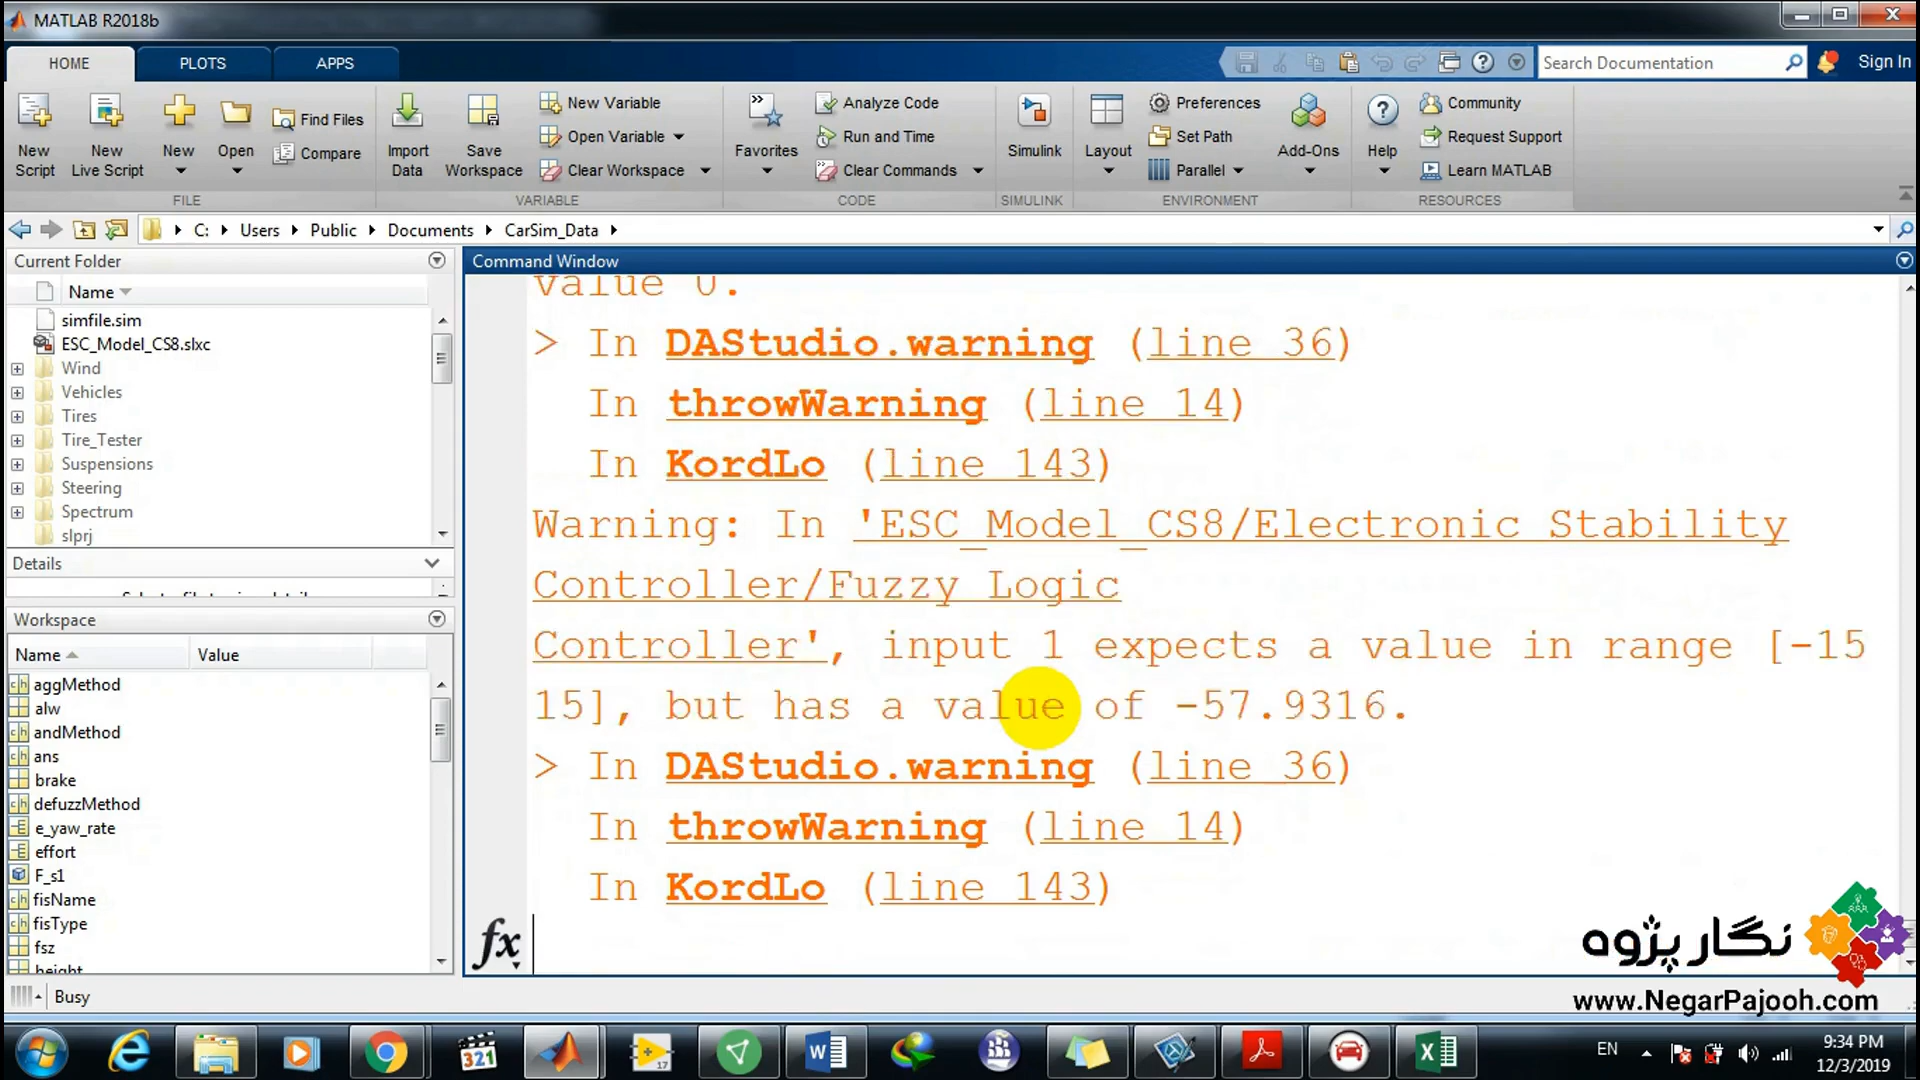 MATLAB R2018b
HOME
PLOTS
APPS
Search Documentation
Sign In
New Script
New Live Script
New
Open
Find Files
Compare
Import Data
Save Workspace
New Variable
Open Variable
Clear Workspace
Favorites
Analyze Code
Run and Time
Clear Commands
Simulink
Layout
Preferences
Set Path
Parallel
Add-Ons
Help
Community
Request Support
Learn MATLAB
FILE
VARIABLE
CODE
SIMULINK
ENVIRONMENT
RESOURCES
C:
Users
Public
Documents
CarSim_Data
Current Folder
Name
simfile.sim
ESC_Model_CS8.slxc
Wind
Vehicles
Tires
Tire_Tester
Suspensions
Steering
Spectrum
slprj
Details
Workspace
Name
Value
aggMethod
alw
andMethod
ans
brake
defuzzMethod
e_yaw_rate
effort
F_s1
fisName
fisType
fsz
height
Busy
Command Window
value 0.
> In DAStudio.warning (line 36)
In throwWarning (line 14)
In KordLo (line 143)
Warning: In 'ESC_Model_CS8/Electronic Stability
Controller/Fuzzy Logic
Controller', input 1 expects a value in range [-15
15], but has a value of -57.9316.
> In DAStudio.warning (line 36)
In throwWarning (line 14)
In KordLo (line 143)
fx
نگار پژوه
www.NegarPajooh.com
321
17
EN
9:34 PM
12/3/2019